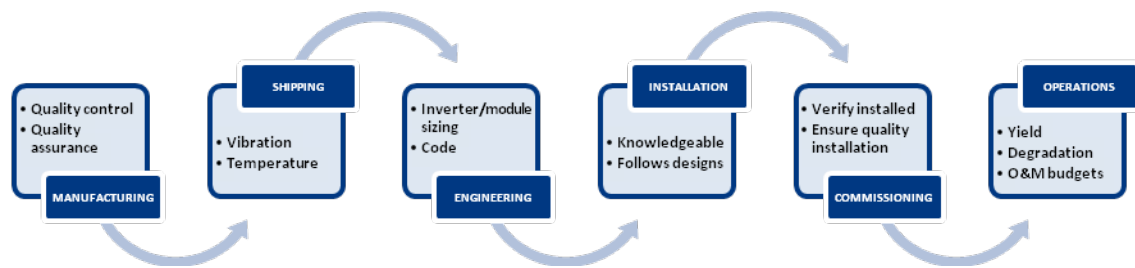 • Quality control
• Quality
assurance
MANUFACTURING
SHIPPING
• Vibration
• Temperature
• Inverter/module
sizing
• Code
ENGINEERING
INSTALLATION
• Knowledgeable
• Follows designs
• Verify installed
• Ensure quality
installation
COMMISSIONING
OPERATIONS
• Yield
• Degradation
• O&M budgets